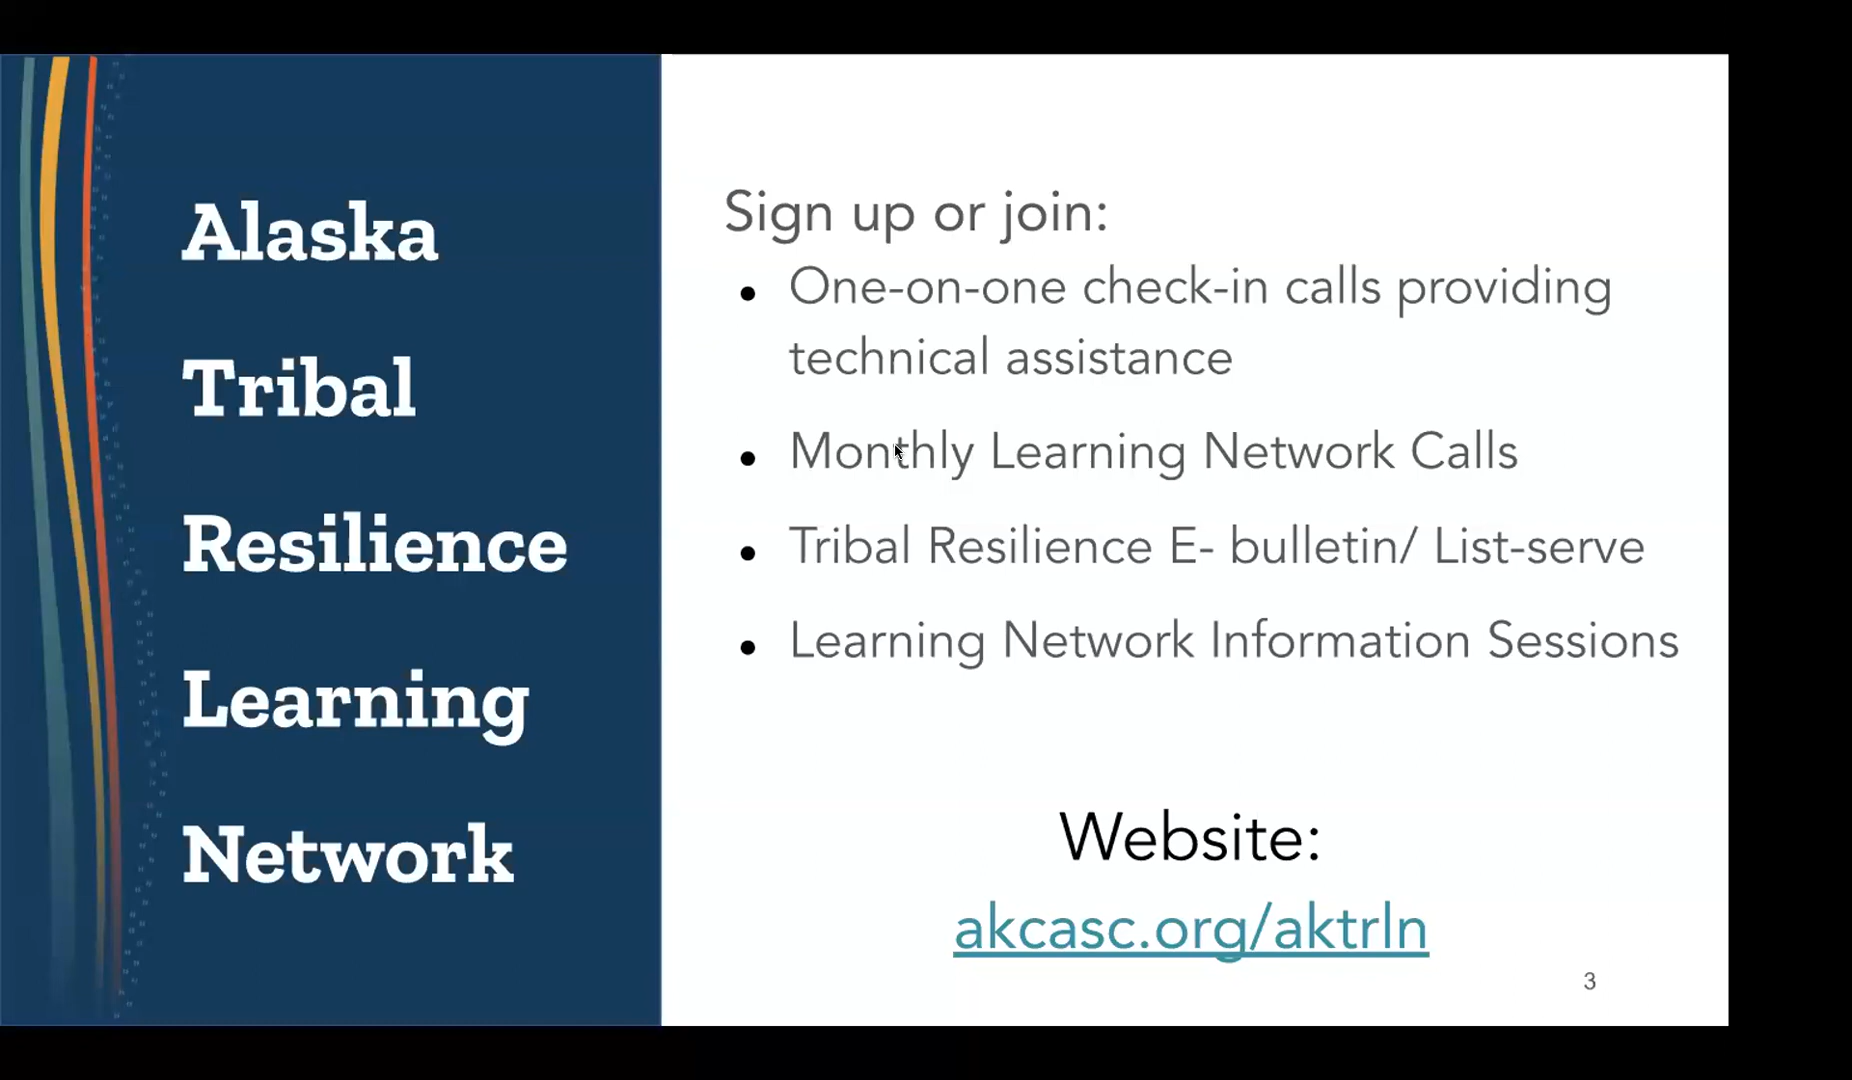 Alaska
Tribal
Resilience
Learning
Network
Sign up or join:
• One-on-one check-in calls providing
technical assistance
• Monthly Learning Network Calls
• Tribal Resilience E- bulletin/ List-serve
• Learning Network Information Sessions
Website:
akcasc.org/aktrln
3